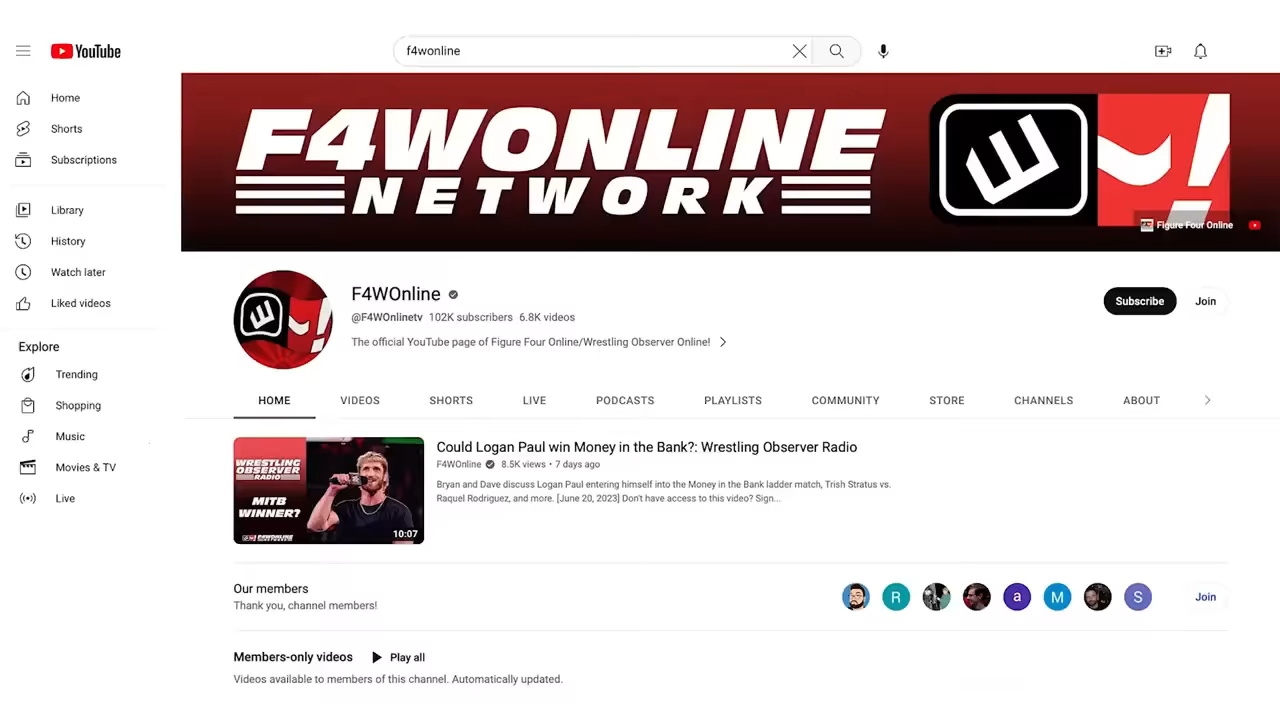 YouTube
f4wonline
Home
Shorts
Subscriptions
Library
History
Watch later
Liked videos
Explore
Trending
Shopping
Music
Movies & TV
Live
F4WONLINE
NETWORK
Figure Four Online
F4WOnline
@F4WOnlinetv 102K subscribers 6.8K videos
The official YouTube page of Figure Four Online/Wrestling Observer Online!
Subscribe
Join
HOME
VIDEOS
SHORTS
LIVE
PODCASTS
PLAYLISTS
COMMUNITY
STORE
CHANNELS
ABOUT
WRESTLING
OBSERVER
RADIO
MITB
WINNER?
F4WONLINE
10:07
Could Logan Paul win Money in the Bank?: Wrestling Observer Radio
F4WOnline 8.5K views • 7 days ago
Bryan and Dave discuss Logan Paul entering himself into the Money in the Bank ladder match, Trish Stratus vs.
Raquel Rodriguez, and more. [June 20, 2023] Don't have access to this video? Sign...
Our members
Thank you, channel members!
R
a
M
S
Join
Members-only videos
Play all
Videos available to members of this channel. Automatically updated.